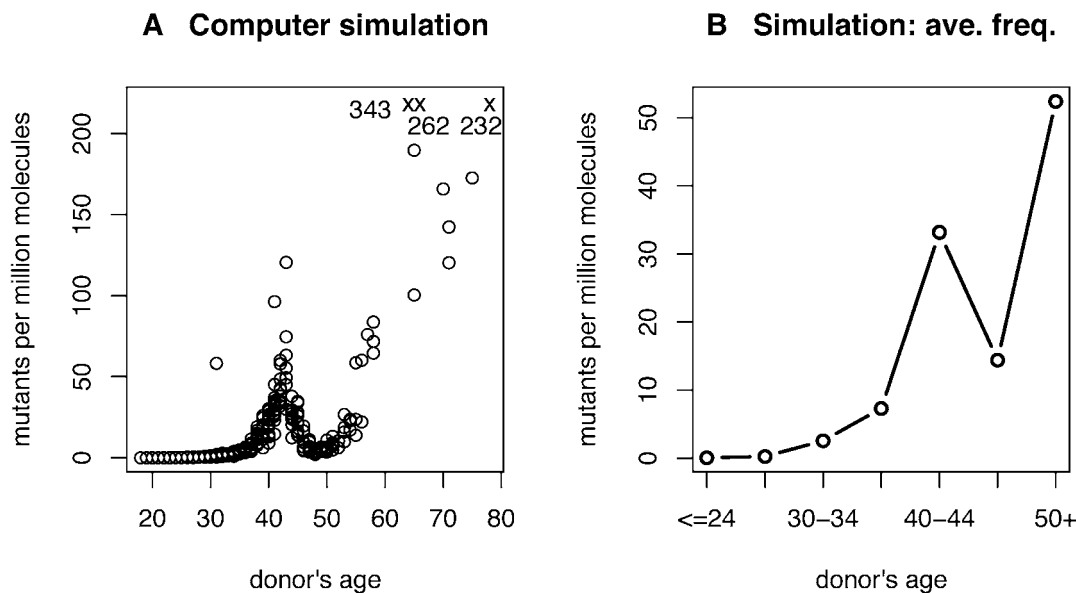 A Computer simulation
mutants per million molecules
200
150
100
50
0
343 xx x
262 232
20 30 40 50 60 70 80
donor's age
B Simulation: ave. freq.
mutants per million molecules
50
40
30
20
10
0
<=24 30–34 40–44 50+
donor's age